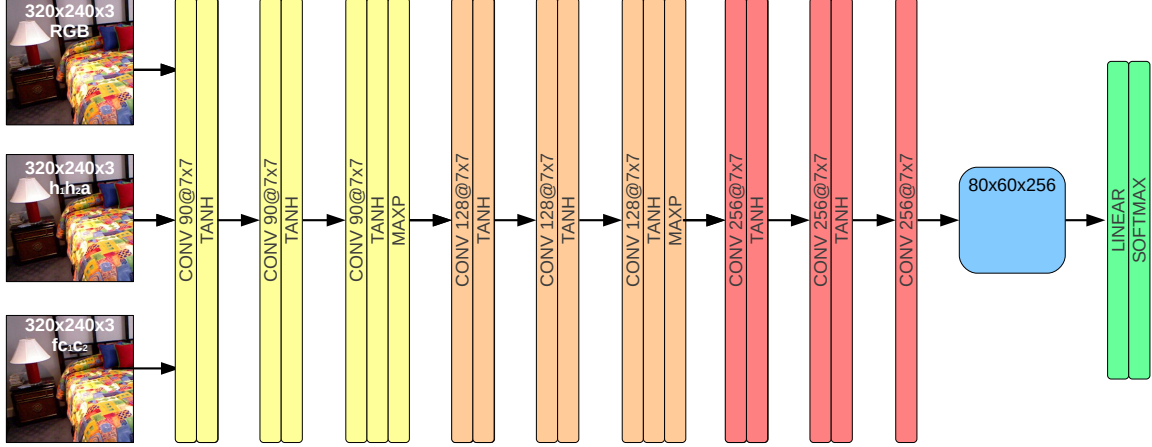 320x240x3
RGB
320x240x3
h₁h₂a
320x240x3
fc₁c₂
CONV 90@7x7
TANH
CONV 90@7x7
TANH
CONV 90@7x7
TANH
MAXP
CONV 128@7x7
TANH
CONV 128@7x7
TANH
CONV 128@7x7
TANH
MAXP
CONV 256@7x7
TANH
CONV 256@7x7
TANH
CONV 256@7x7
80x60x256
LINEAR
SOFTMAX